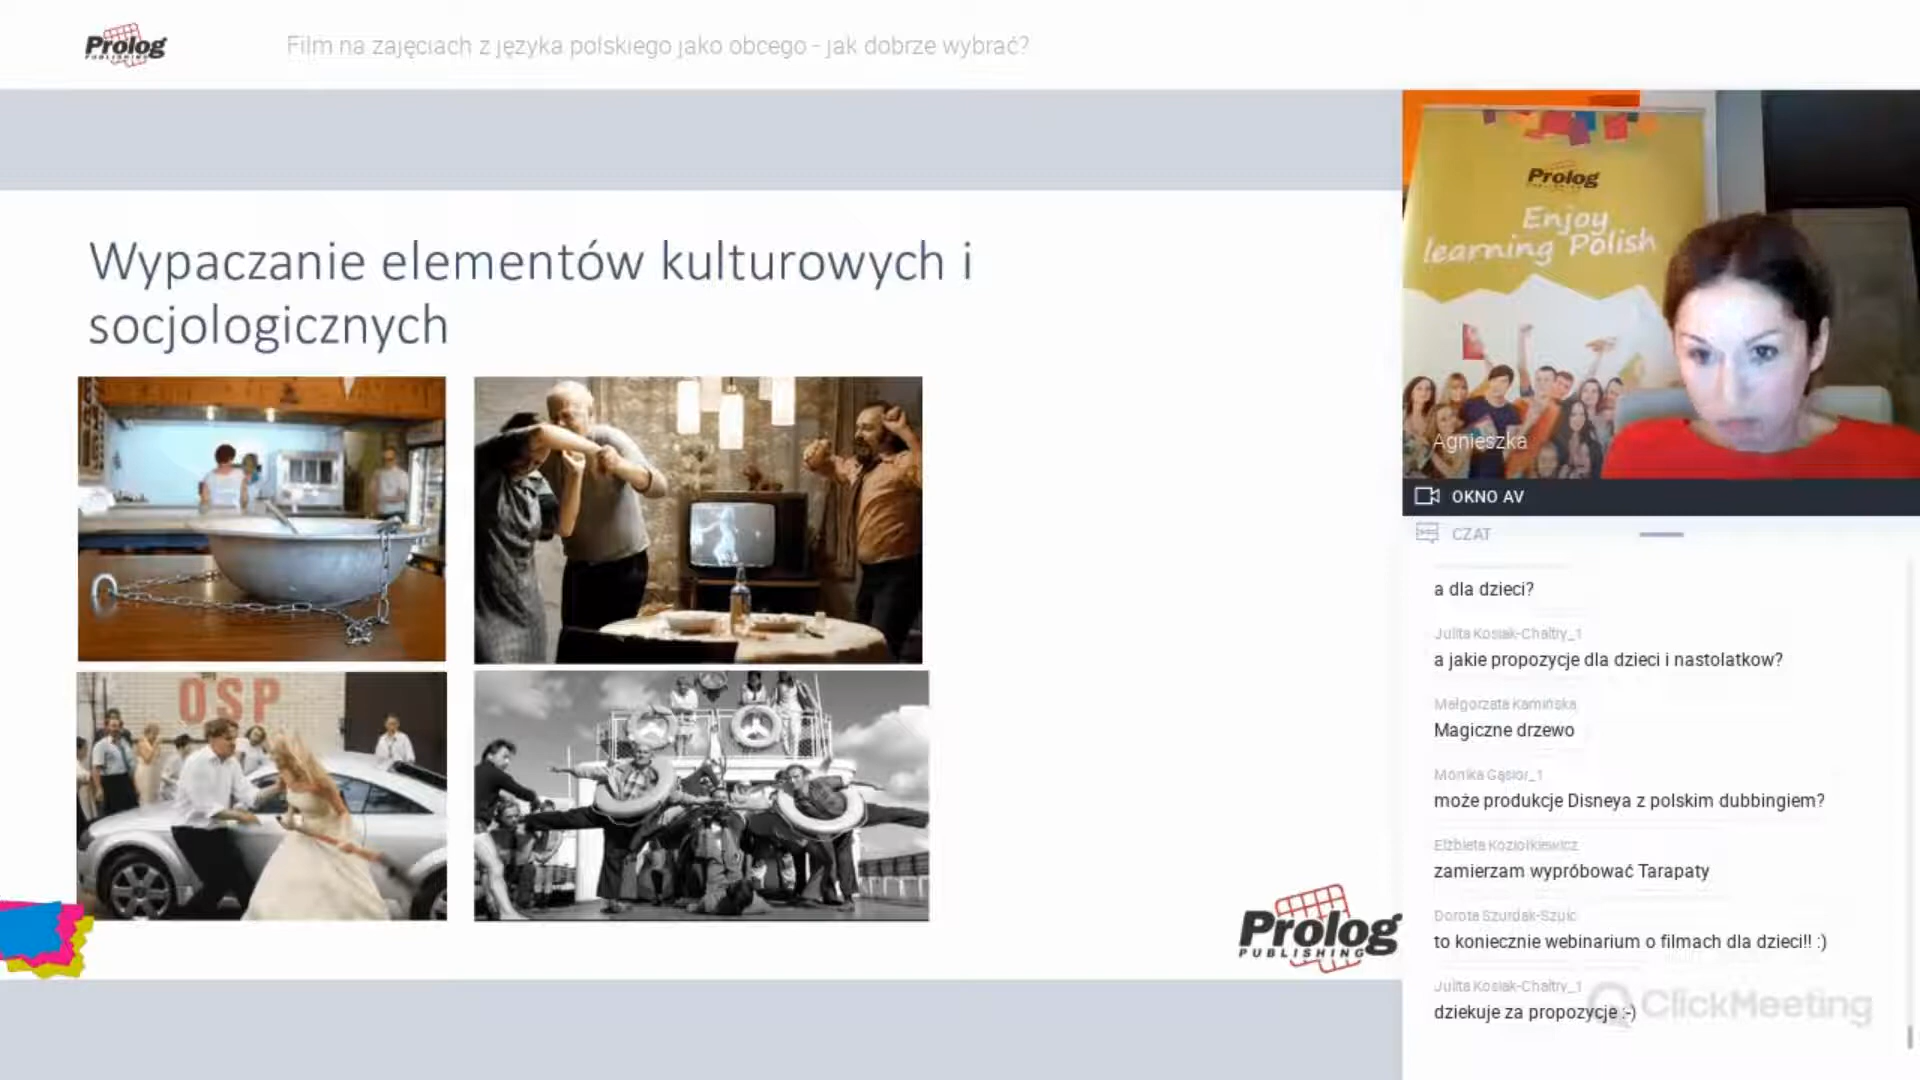 Prolog
PUBLISHING
Film na zajęciach z języka polskiego jako obcego - jak dobrze wybrać?
Wypaczanie elementów kulturowych i
socjologicznych
OSP
Prolog
PUBLISHING
Prolog
Enjoy
learning Polish
Agnieszka
OKNO AV
CZAT
a dla dzieci?
Julita Kosiak-Chałtry_1
a jakie propozycje dla dzieci i nastolatkow?
Małgorzata Kamińska
Magiczne drzewo
Monika Gąsior_1
może produkcje Disneya z polskim dubbingiem?
Elżbieta Koziołkiewicz
zamierzam wypróbować Tarapaty
Dorota Szurdak-Szulc
to koniecznie webinarium o filmach dla dzieci!! :)
Julita Kosiak-Chałtry_1
dziekuje za propozycje :-)
ClickMeeting